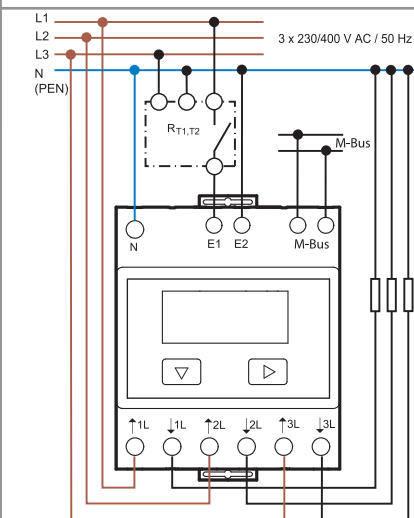 L1
L2
3 x 230/400 V AC / 50 Hz
L3
N
(PEN)
RT1,T2
M-Bus
N
E1
E2
M-Bus
↑1L
↓1L
↑2L
↓2L
↑3L
↓3L